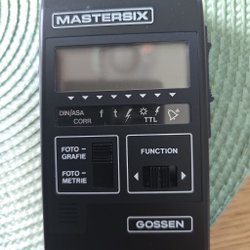 MASTERSIX
DIN/ASA f t TTL
CORR.
FOTO-
GRAFIE
FUNCTION
FOTO-
METRIE
GOSSEN